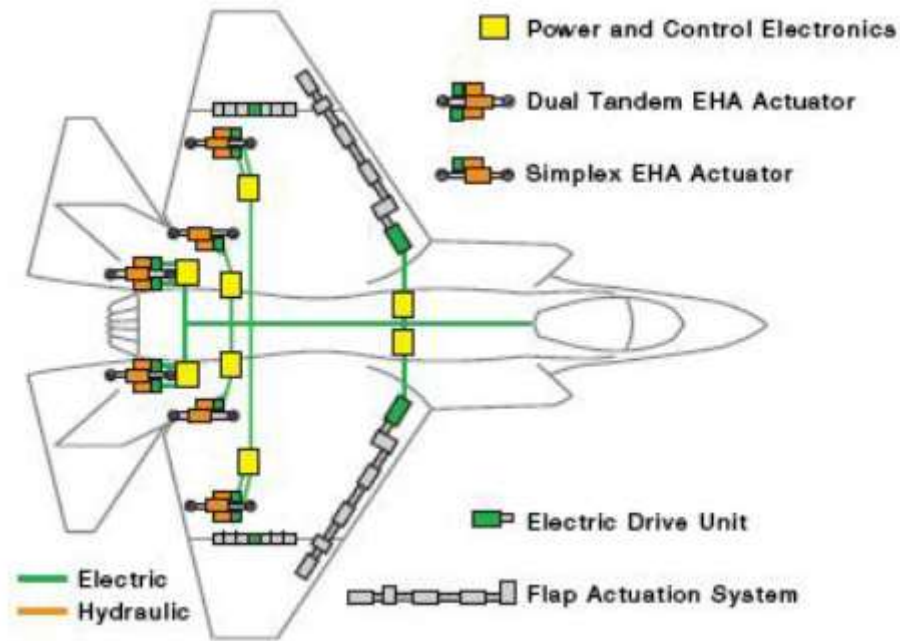 Power and Control Electronics
Dual Tandem EHA Actuator
Simplex EHA Actuator
Electric Drive Unit
Flap Actuation System
Electric
Hydraulic